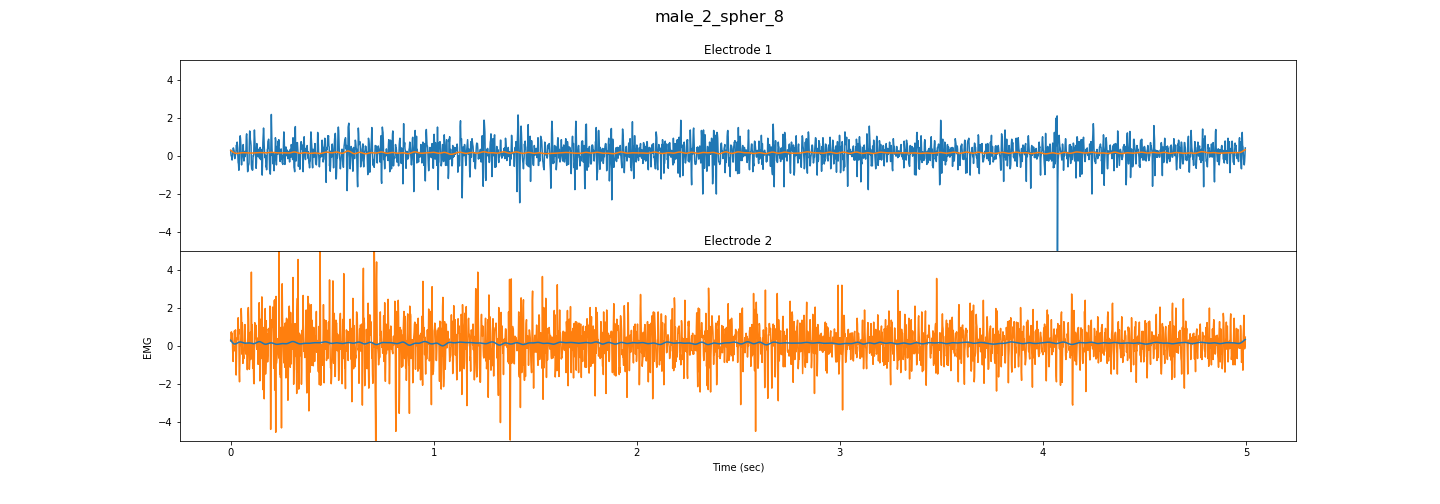 male_2_spher_8
Electrode 1
4
2
0
−2
−4
Electrode 2
4
2
0
−2
−4
EMG
0 1 2 3 4 5
Time (sec)